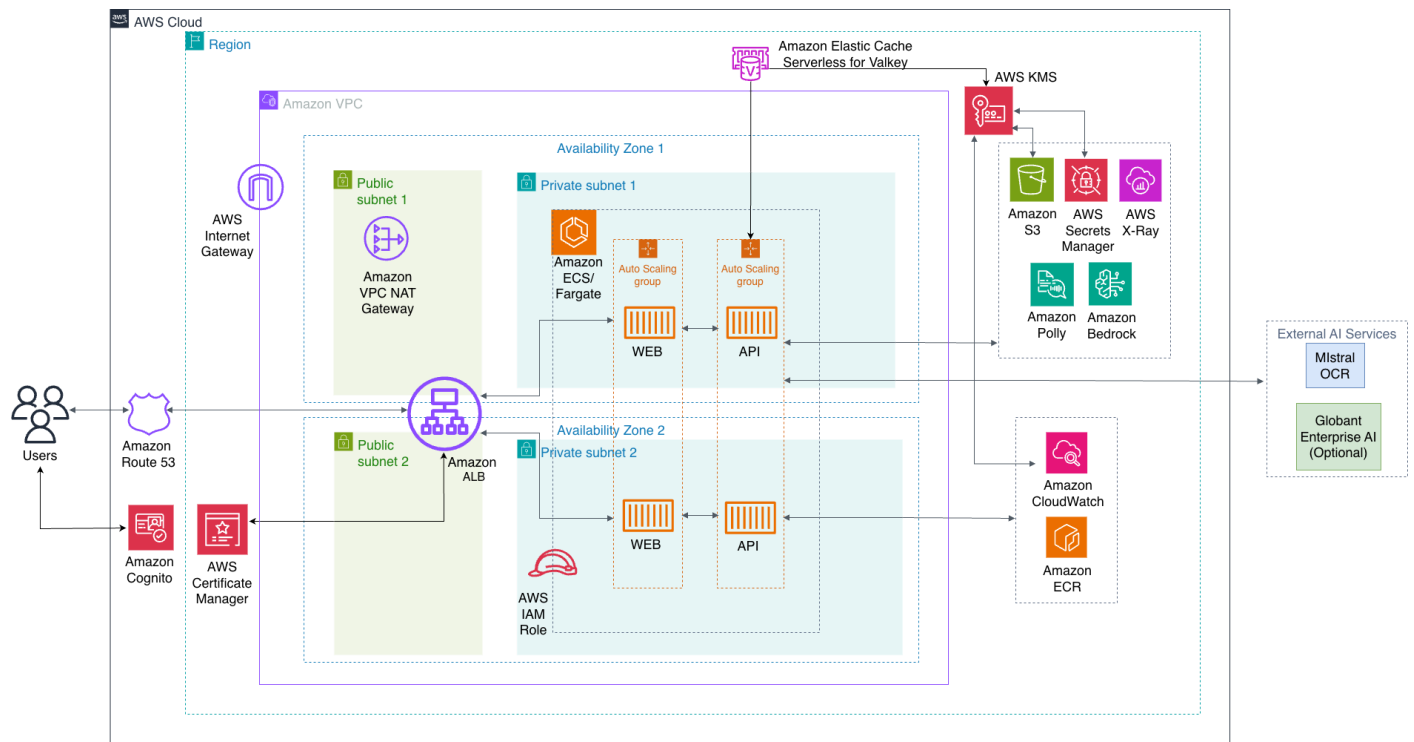 aws
AWS Cloud
Region
Amazon Elastic Cache
Serverless for Valkey
V
AWS KMS
Amazon VPC
Availability Zone 1
Public
subnet 1
Private subnet 1
AWS
Internet
Gateway
Amazon
VPC NAT
Gateway
Amazon
ECS/
Fargate
Auto Scaling
group
Auto Scaling
group
WEB
API
Amazon
S3
AWS
Secrets
Manager
AWS
X-Ray
Amazon
Polly
Amazon
Bedrock
External AI Services
MIstral
OCR
Globant
Enterprise AI
(Optional)
Users
Amazon
Route 53
Availability Zone 2
Public
subnet 2
Private subnet 2
Amazon
ALB
Amazon
Cognito
AWS
Certificate
Manager
WEB
API
AWS
IAM
Role
Amazon
CloudWatch
Amazon
ECR